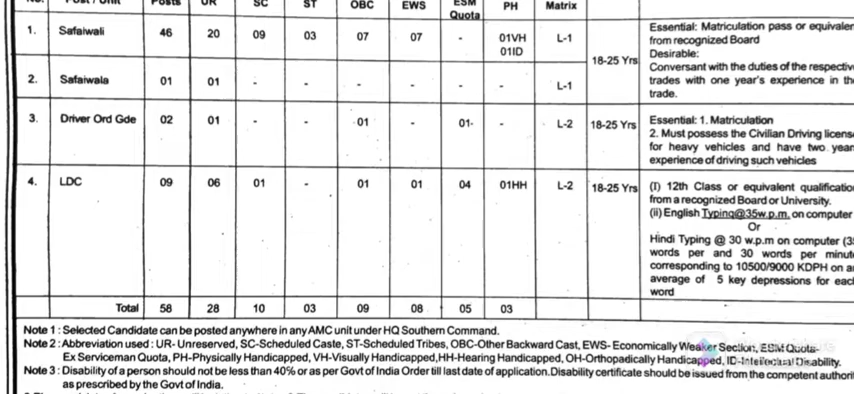 Posts UR SC ST OBC EWS ESM Quota PH Matrix
1. Safaiwali 46 20 09 03 07 07 - 01VH 01ID L-1 18-25 Yrs Essential: Matriculation pass or
from recognized Board
Desirable:
Conversant with the duties of the
trades with one year's experience in
trade.
2. Safaiwala 01 01 - - - - - - L-1
3. Driver Ord Gde 02 01 - - 01 - 01- - L-2 18-25 Yrs Essential: 1. Matriculation
2. Must possess the Civilian Driving
for heavy vehicles and have two
experience of driving such vehicles
4. LDC 09 06 01 - 01 01 04 01HH L-2 18-25 Yrs (I) 12th Class or equivalent
from a recognized Board or University.
(ii) English Typing@35w.p.m. on computer
Or
Hindi Typing @ 30 w.p.m on computer
words per and 30 words per
corresponding to 10500/9000 KDPH on
average of 5 key depressions for
word
Total 58 28 10 03 09 08 05 03
Note 1 : Selected Candidate can be posted anywhere in any AMC unit under HQ Southern Command.
Note 2 : Abbreviation used : UR- Unreserved, SC-Scheduled Caste, ST-Scheduled Tribes, OBC-Other Backward Cast, EWS- Economically Weaker Section, ESM Quota-
Ex Serviceman Quota, PH-Physically Handicapped, VH-Visually Handicapped,HH-Hearing Handicapped, OH-Orthopadically Handicapped, ID-Intellectual Disability.
Note 3 : Disability of a person should not be less than 40% or as per Govt of India Order till last date of application.Disability certificate should be issued from the competent
as prescribed by the Govt of India.